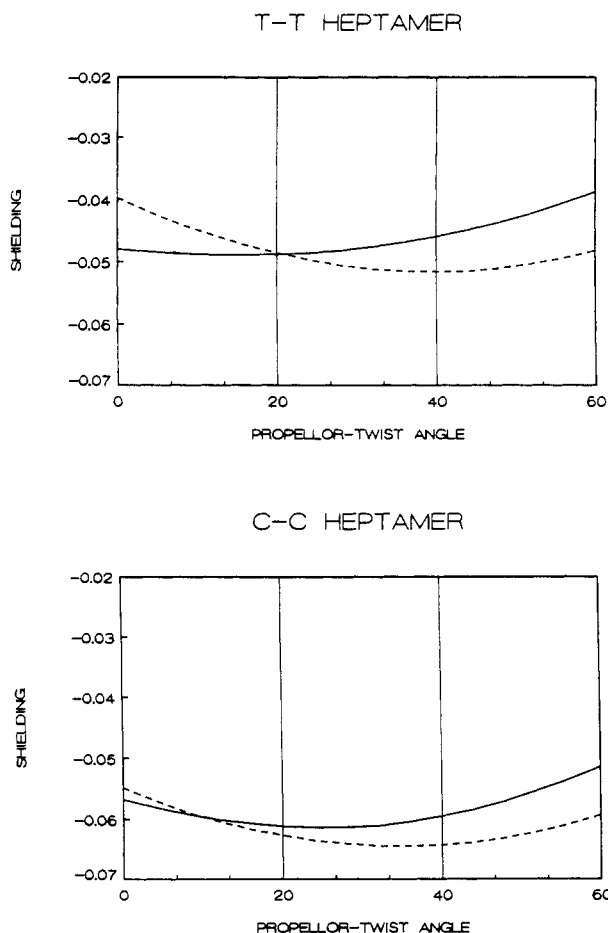 T-T HEPTAMER
-0.02
-0.03
-0.04
-0.05
-0.06
-0.07
SHIELDING
0 20 40 60
PROPELLOR-TWIST ANGLE
C-C HEPTAMER
-0.02
-0.03
-0.04
-0.05
-0.06
-0.07
SHIELDING
0 20 40 60
PROPELLOR-TWIST ANGLE